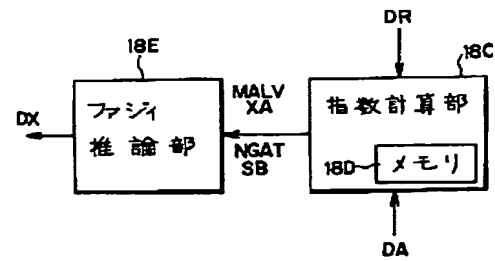 DR
18E
18C
ファジィ
推論部
MALV
XA
指数計算部
DX
NGAT
SB
18D
メモリ
DA